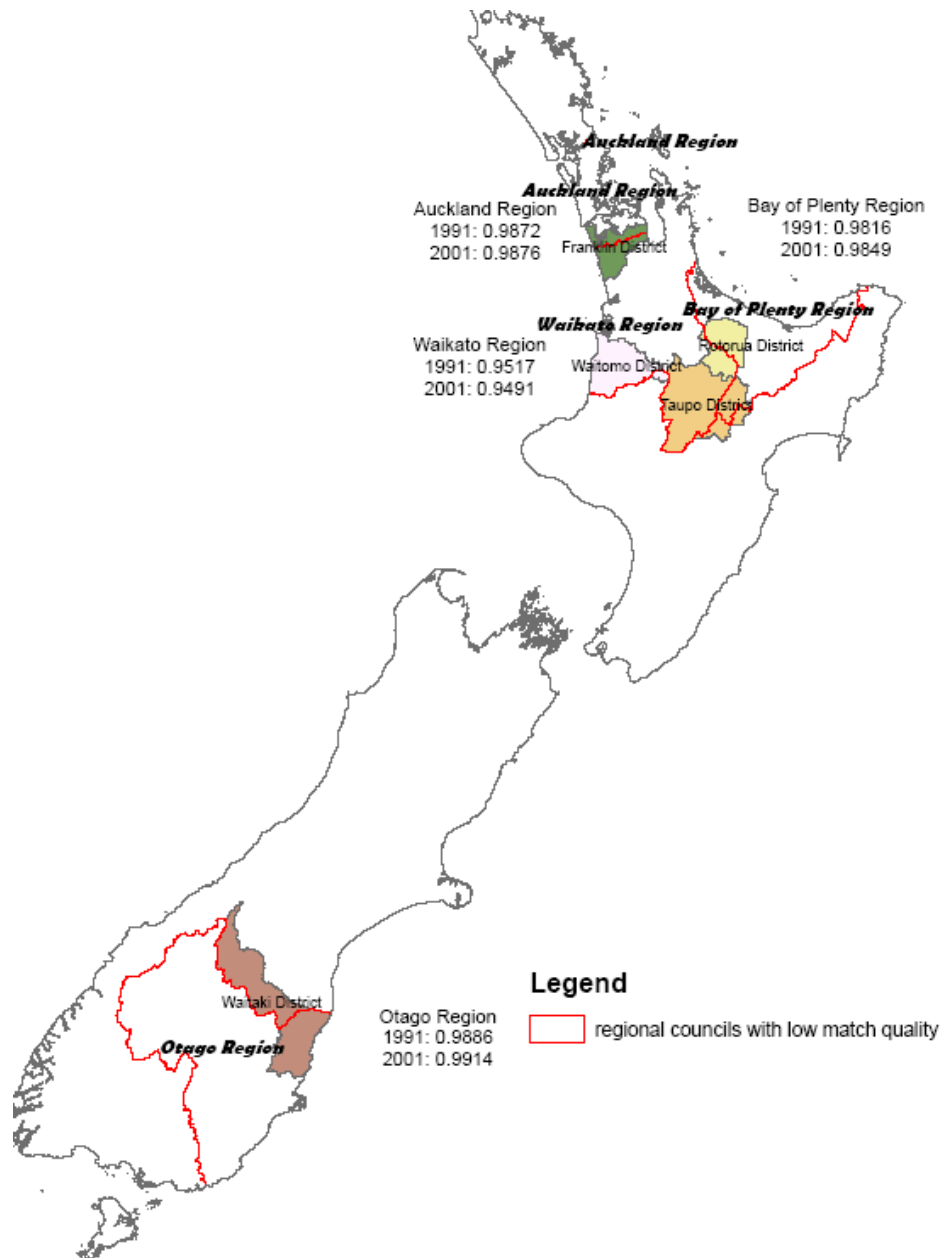 Auckland Region
Auckland Region
Auckland Region
1991: 0.9872
2001: 0.9876
Bay of Plenty Region
1991: 0.9816
2001: 0.9849
Franklin District
Waikato Region
Bay of Plenty Region
Waikato Region
1991: 0.9517
2001: 0.9491
Rotorua District
Waitomo District
Taupo District
Waitaki District
Otago Region
Otago Region
1991: 0.9886
2001: 0.9914
Legend
regional councils with low match quality